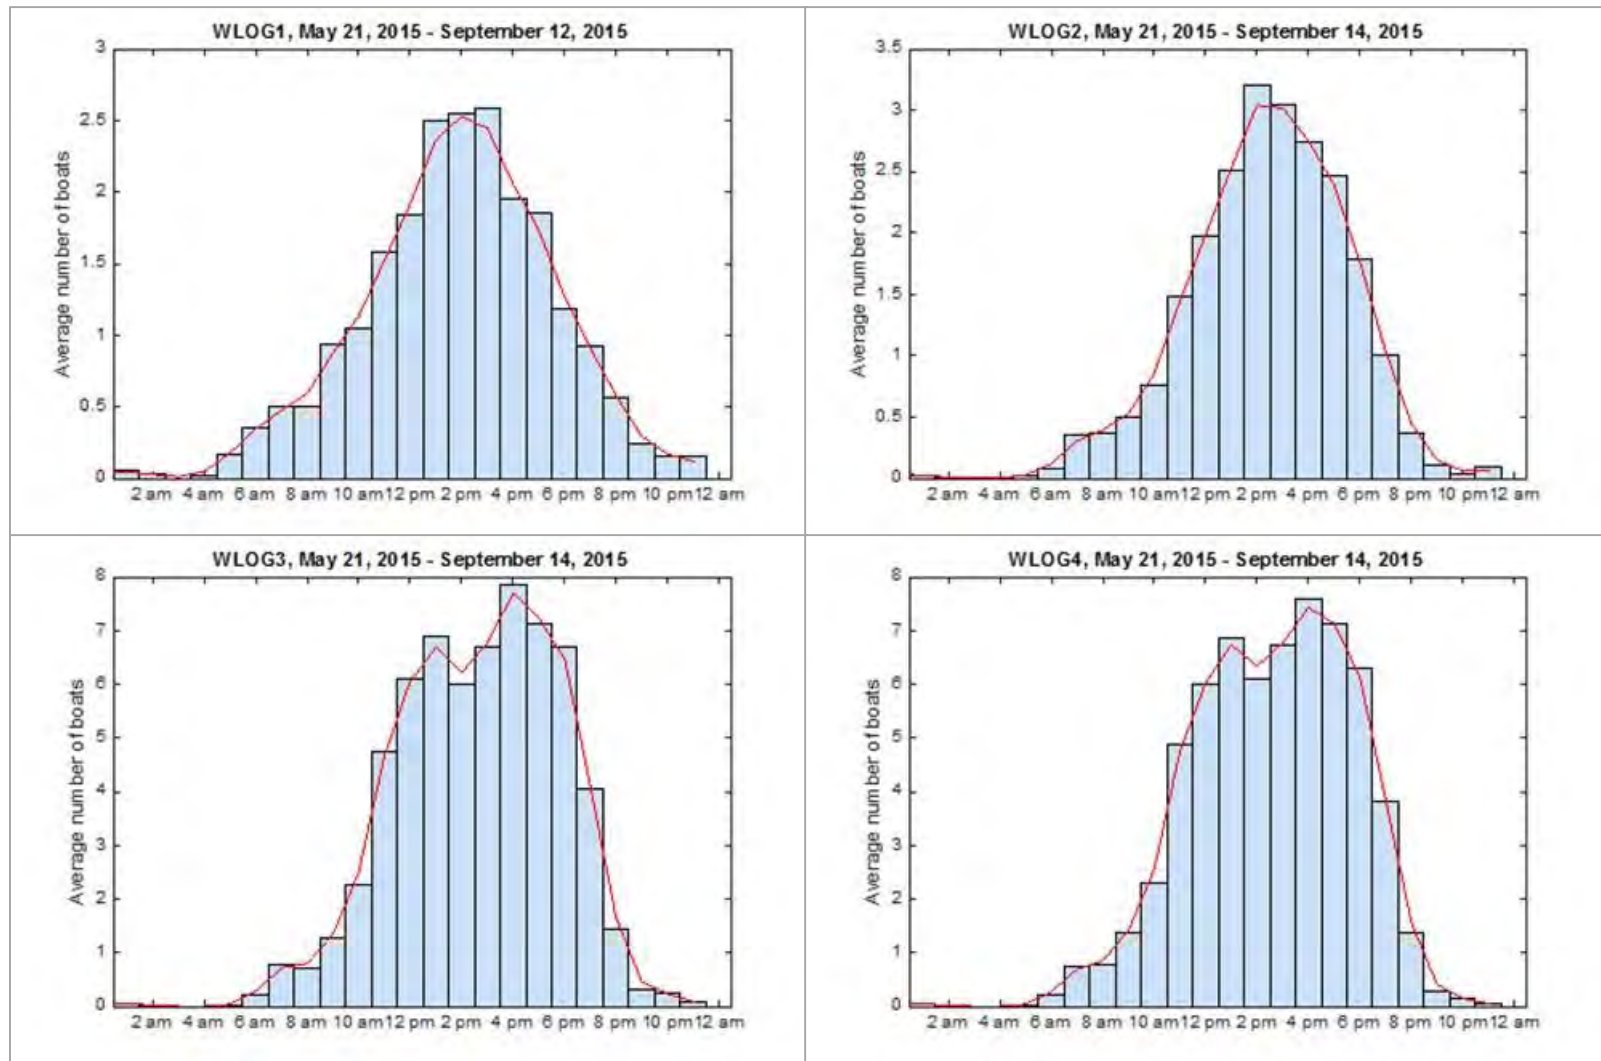 WLOG1, May 21, 2015 - September 12, 2015
3
2.5
2
1.5
1
0.5
0
Average number of boats
2 am 4 am 6 am 8 am 10 am 12 pm 2 pm 4 pm 6 pm 8 pm 10 pm 12 am
WLOG2, May 21, 2015 - September 14, 2015
3.5
3
2.5
2
1.5
1
0.5
0
Average number of boats
2 am 4 am 6 am 8 am 10 am 12 pm 2 pm 4 pm 6 pm 8 pm 10 pm 12 am
WLOG3, May 21, 2015 - September 14, 2015
8
7
6
5
4
3
2
1
0
Average number of boats
2 am 4 am 6 am 8 am 10 am 12 pm 2 pm 4 pm 6 pm 8 pm 10 pm 12 am
WLOG4, May 21, 2015 - September 14, 2015
8
7
6
5
4
3
2
1
0
Average number of boats
2 am 4 am 6 am 8 am 10 am 12 pm 2 pm 4 pm 6 pm 8 pm 10 pm 12 am